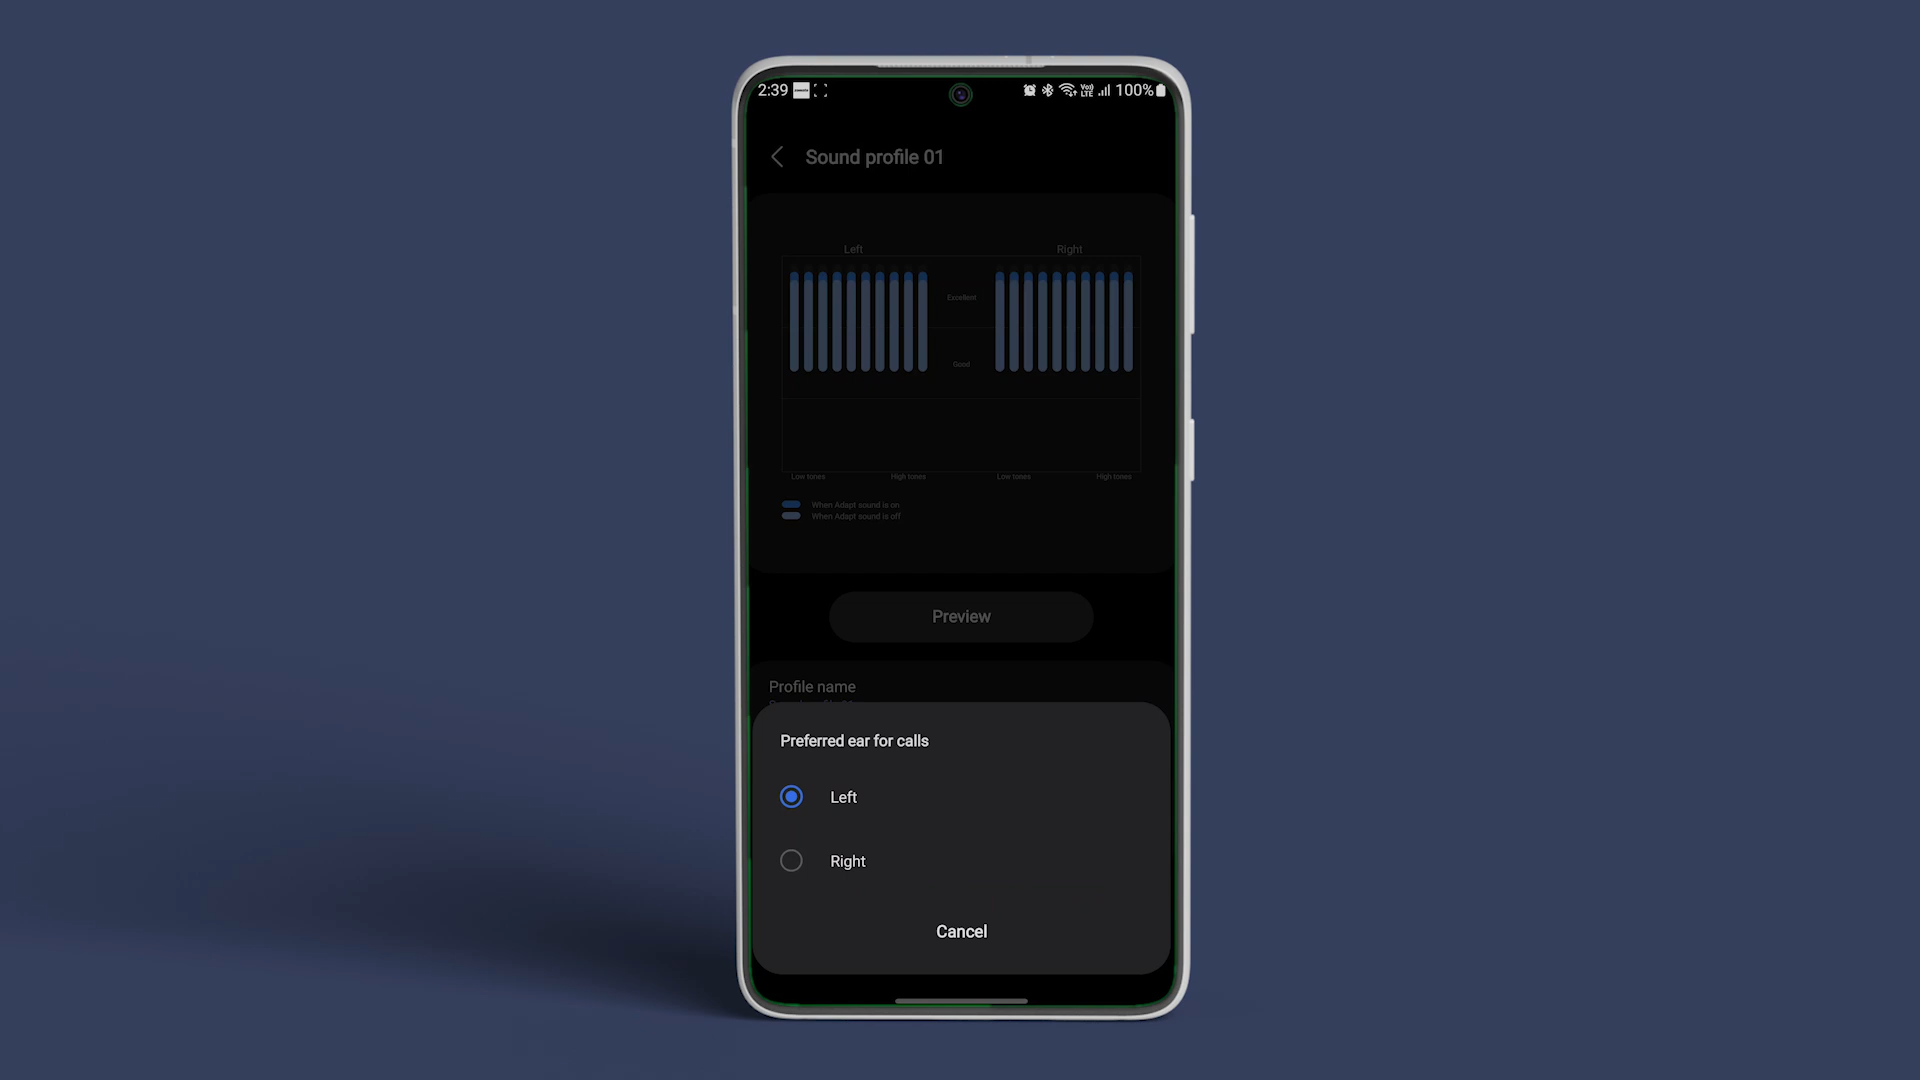 2:39 100%
Sound profile 01
Left Right
Excellent
Good
Low tones High tones Low tones High tones
When Adapt sound is on
When Adapt sound is off
Preview
Profile name
Preferred ear for calls
Left
Right
Cancel